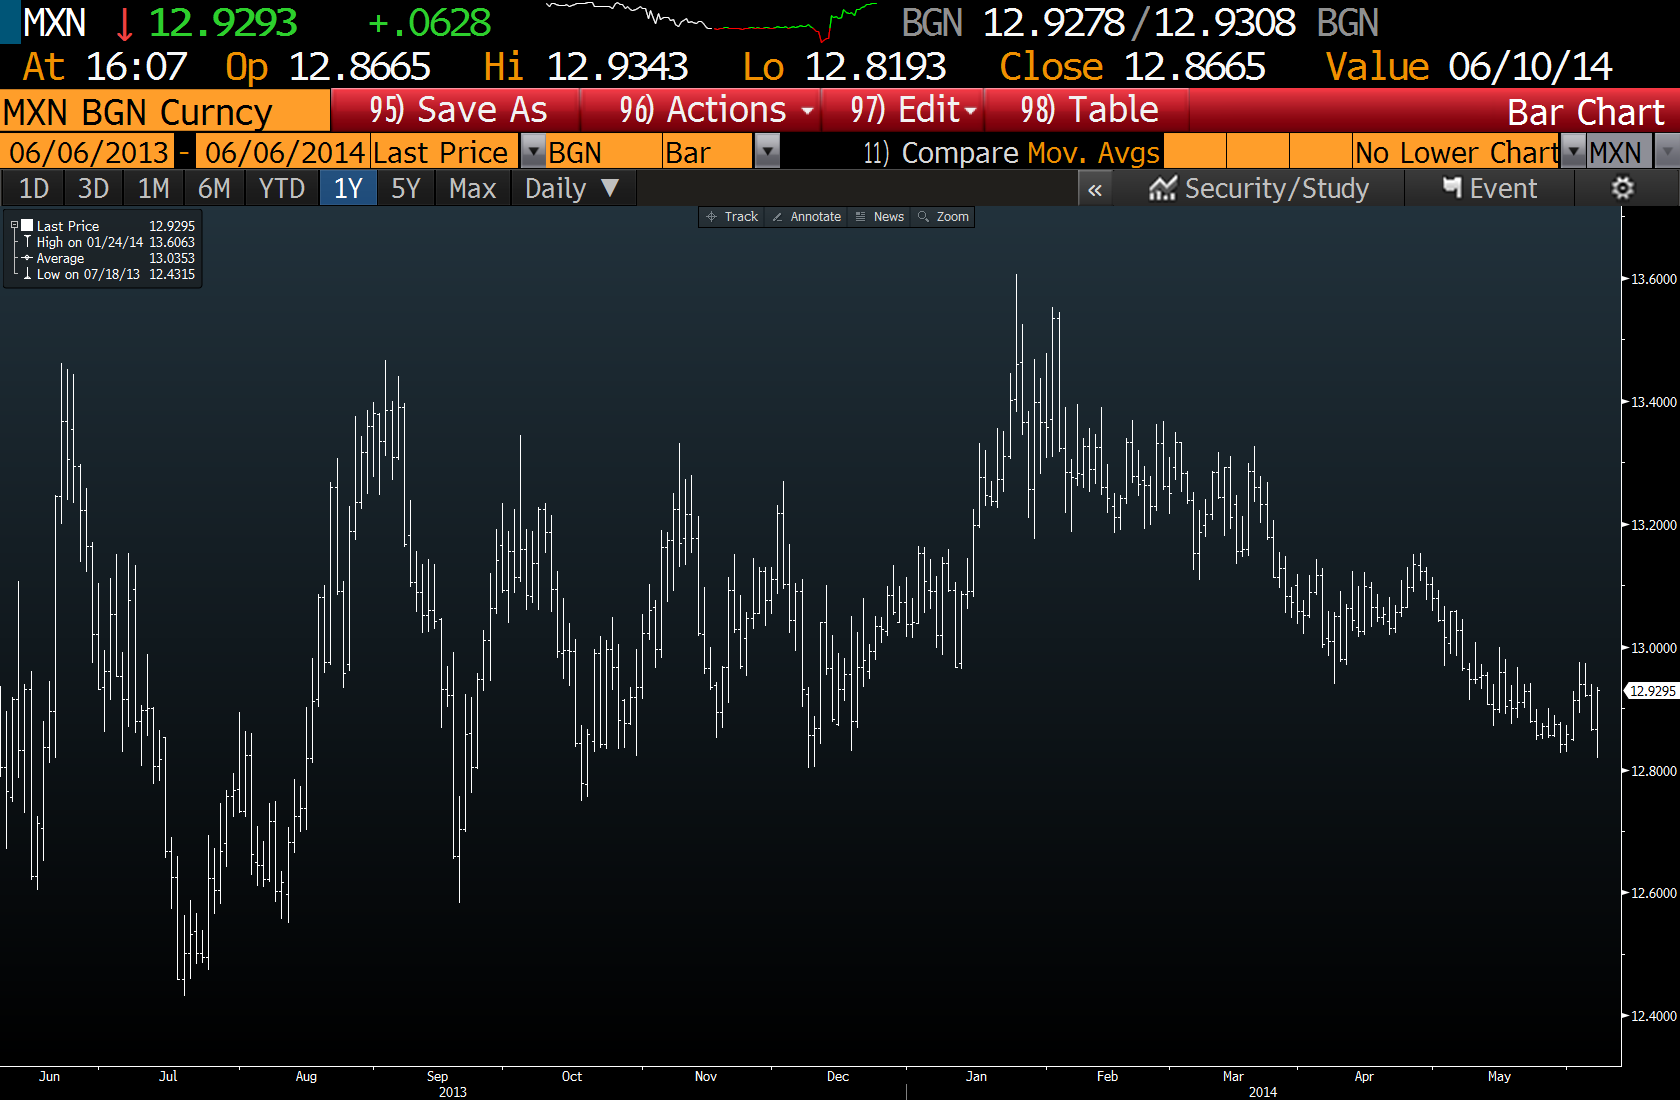 MXN ↓ 12.9293 +.0628 BGN 12.9278/12.9308 BGN
At 16:07 Op 12.8665 Hi 12.9343 Lo 12.8193 Close 12.8665 Value 06/10/14
MXN BGN Curncy 95) Save As 96) Actions 97) Edit 98) Table Bar Chart
06/06/2013 - 06/06/2014 Last Price BGN Bar 11) Compare Mov. Avgs No Lower Chart MXN
1D 3D 1M 6M YTD 1Y 5Y Max Daily ▼ « Security/Study Event
Track Annotate News Zoom
Last Price 12.9295
High on 01/24/14 13.6063
Average 13.0353
Low on 07/18/13 12.4315
13.6000
13.4000
13.2000
13.0000
12.9295
12.8000
12.6000
12.4000
Jun Jul Aug Sep Oct Nov Dec Jan Feb Mar Apr May
2013 2014